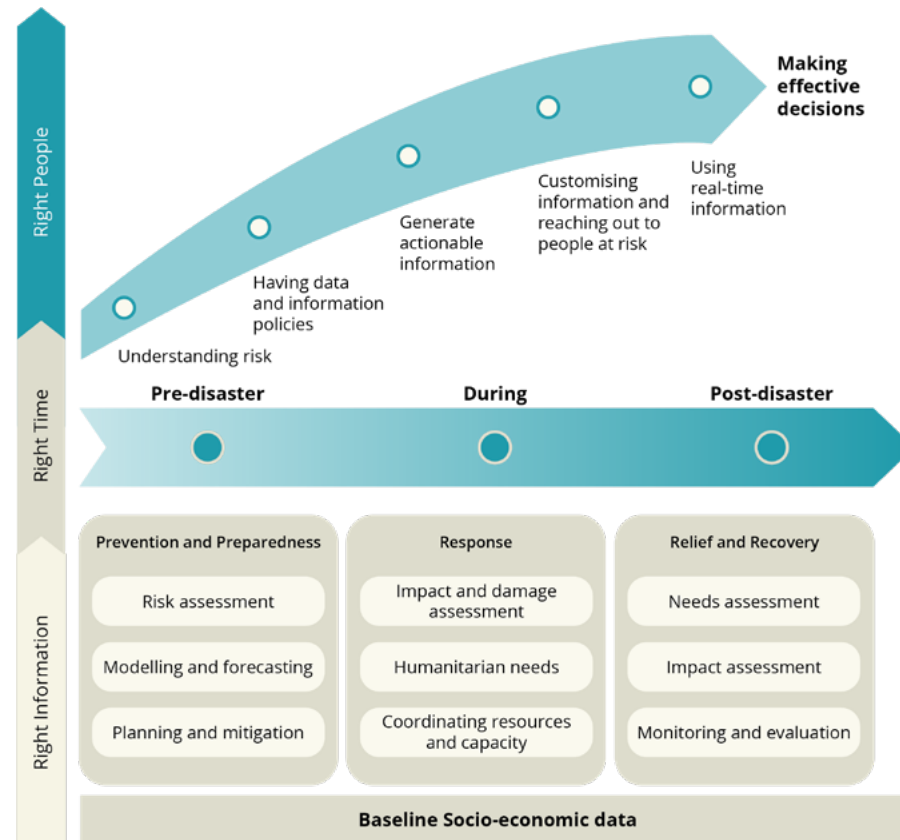 Right People
Making
effective
decisions
Using
real-time
information
Customising
information and
reaching out to
people at risk
Generate
actionable
information
Having data
and information
policies
Understanding risk
Right Time
Pre-disaster
During
Post-disaster
Right Information
Prevention and Preparedness
Risk assessment
Modelling and forecasting
Planning and mitigation
Response
Impact and damage
assessment
Humanitarian needs
Coordinating resources
and capacity
Relief and Recovery
Needs assessment
Impact assessment
Monitoring and evaluation
Baseline Socio-economic data